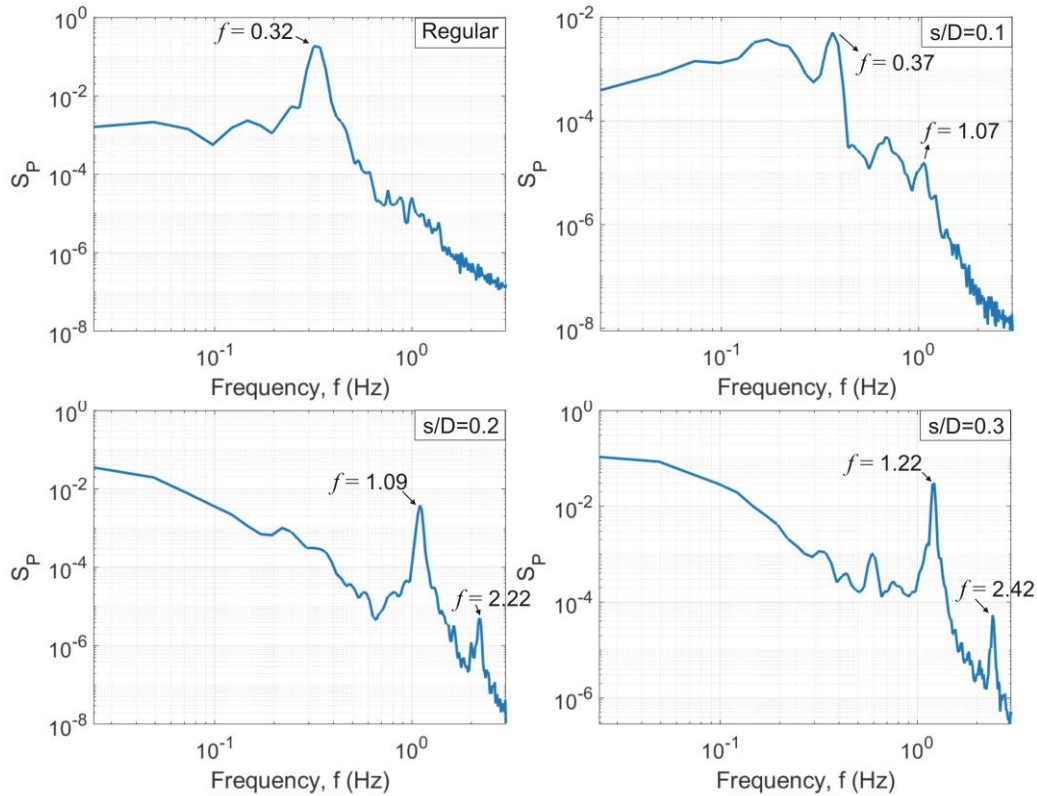 10^0
f = 0.32
Regular
10^-2
S_P
10^-4
10^-6
10^-8
10^-1
10^0
Frequency, f (Hz)
10^-2
s/D=0.1
f = 0.37
10^-4
f = 1.07
S_P
10^-6
10^-8
10^-1
10^0
Frequency, f (Hz)
10^0
s/D=0.2
f = 1.09
10^-2
S_P
10^-4
f = 2.22
10^-6
10^-8
10^-1
10^0
Frequency, f (Hz)
10^0
s/D=0.3
f = 1.22
10^-2
S_P
f = 2.42
10^-4
10^-6
10^-1
10^0
Frequency, f (Hz)